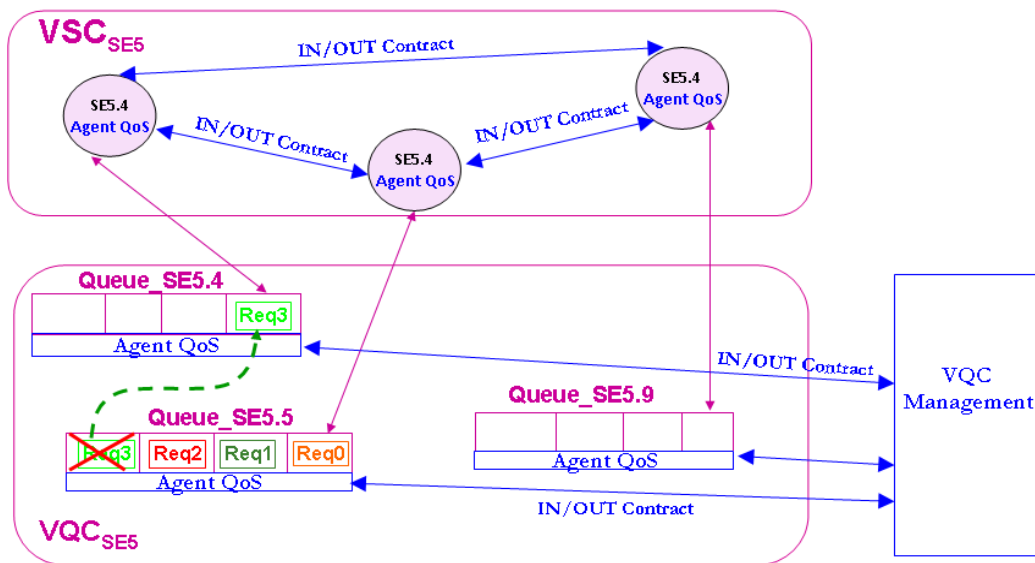 VSC SE5
IN/OUT Contract
SE5.4
Agent QoS
SE5.4
Agent QoS
IN/OUT Contract
IN/OUT Contract
SE5.4
Agent QoS
Queue_SE5.4
Req3
Agent QoS
IN/OUT Contract
VQC
Management
Queue_SE5.5
Req3 Req2 Req1 Req0
Agent QoS
Queue_SE5.9
Agent QoS
IN/OUT Contract
VQC SE5